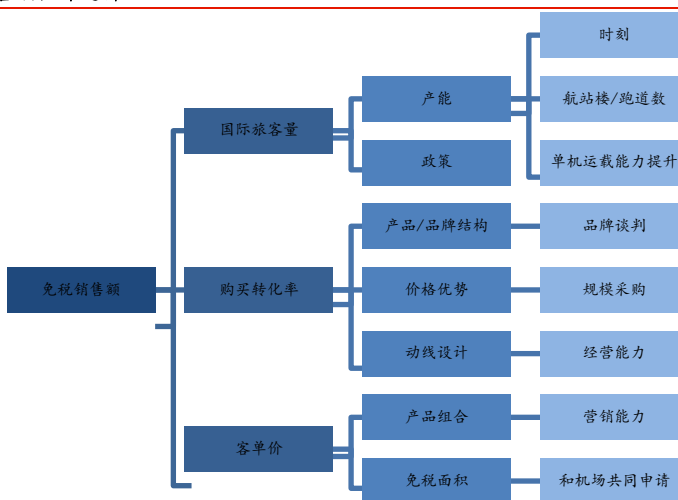 时刻
国际旅客量
产能
航站楼/跑道数
政策
单机运载能力提升
产品/品牌结构
品牌谈判
免税销售额
购买转化率
价格优势
规模采购
动线设计
经营能力
客单价
产品组合
营销能力
免税面积
和机场共同申请